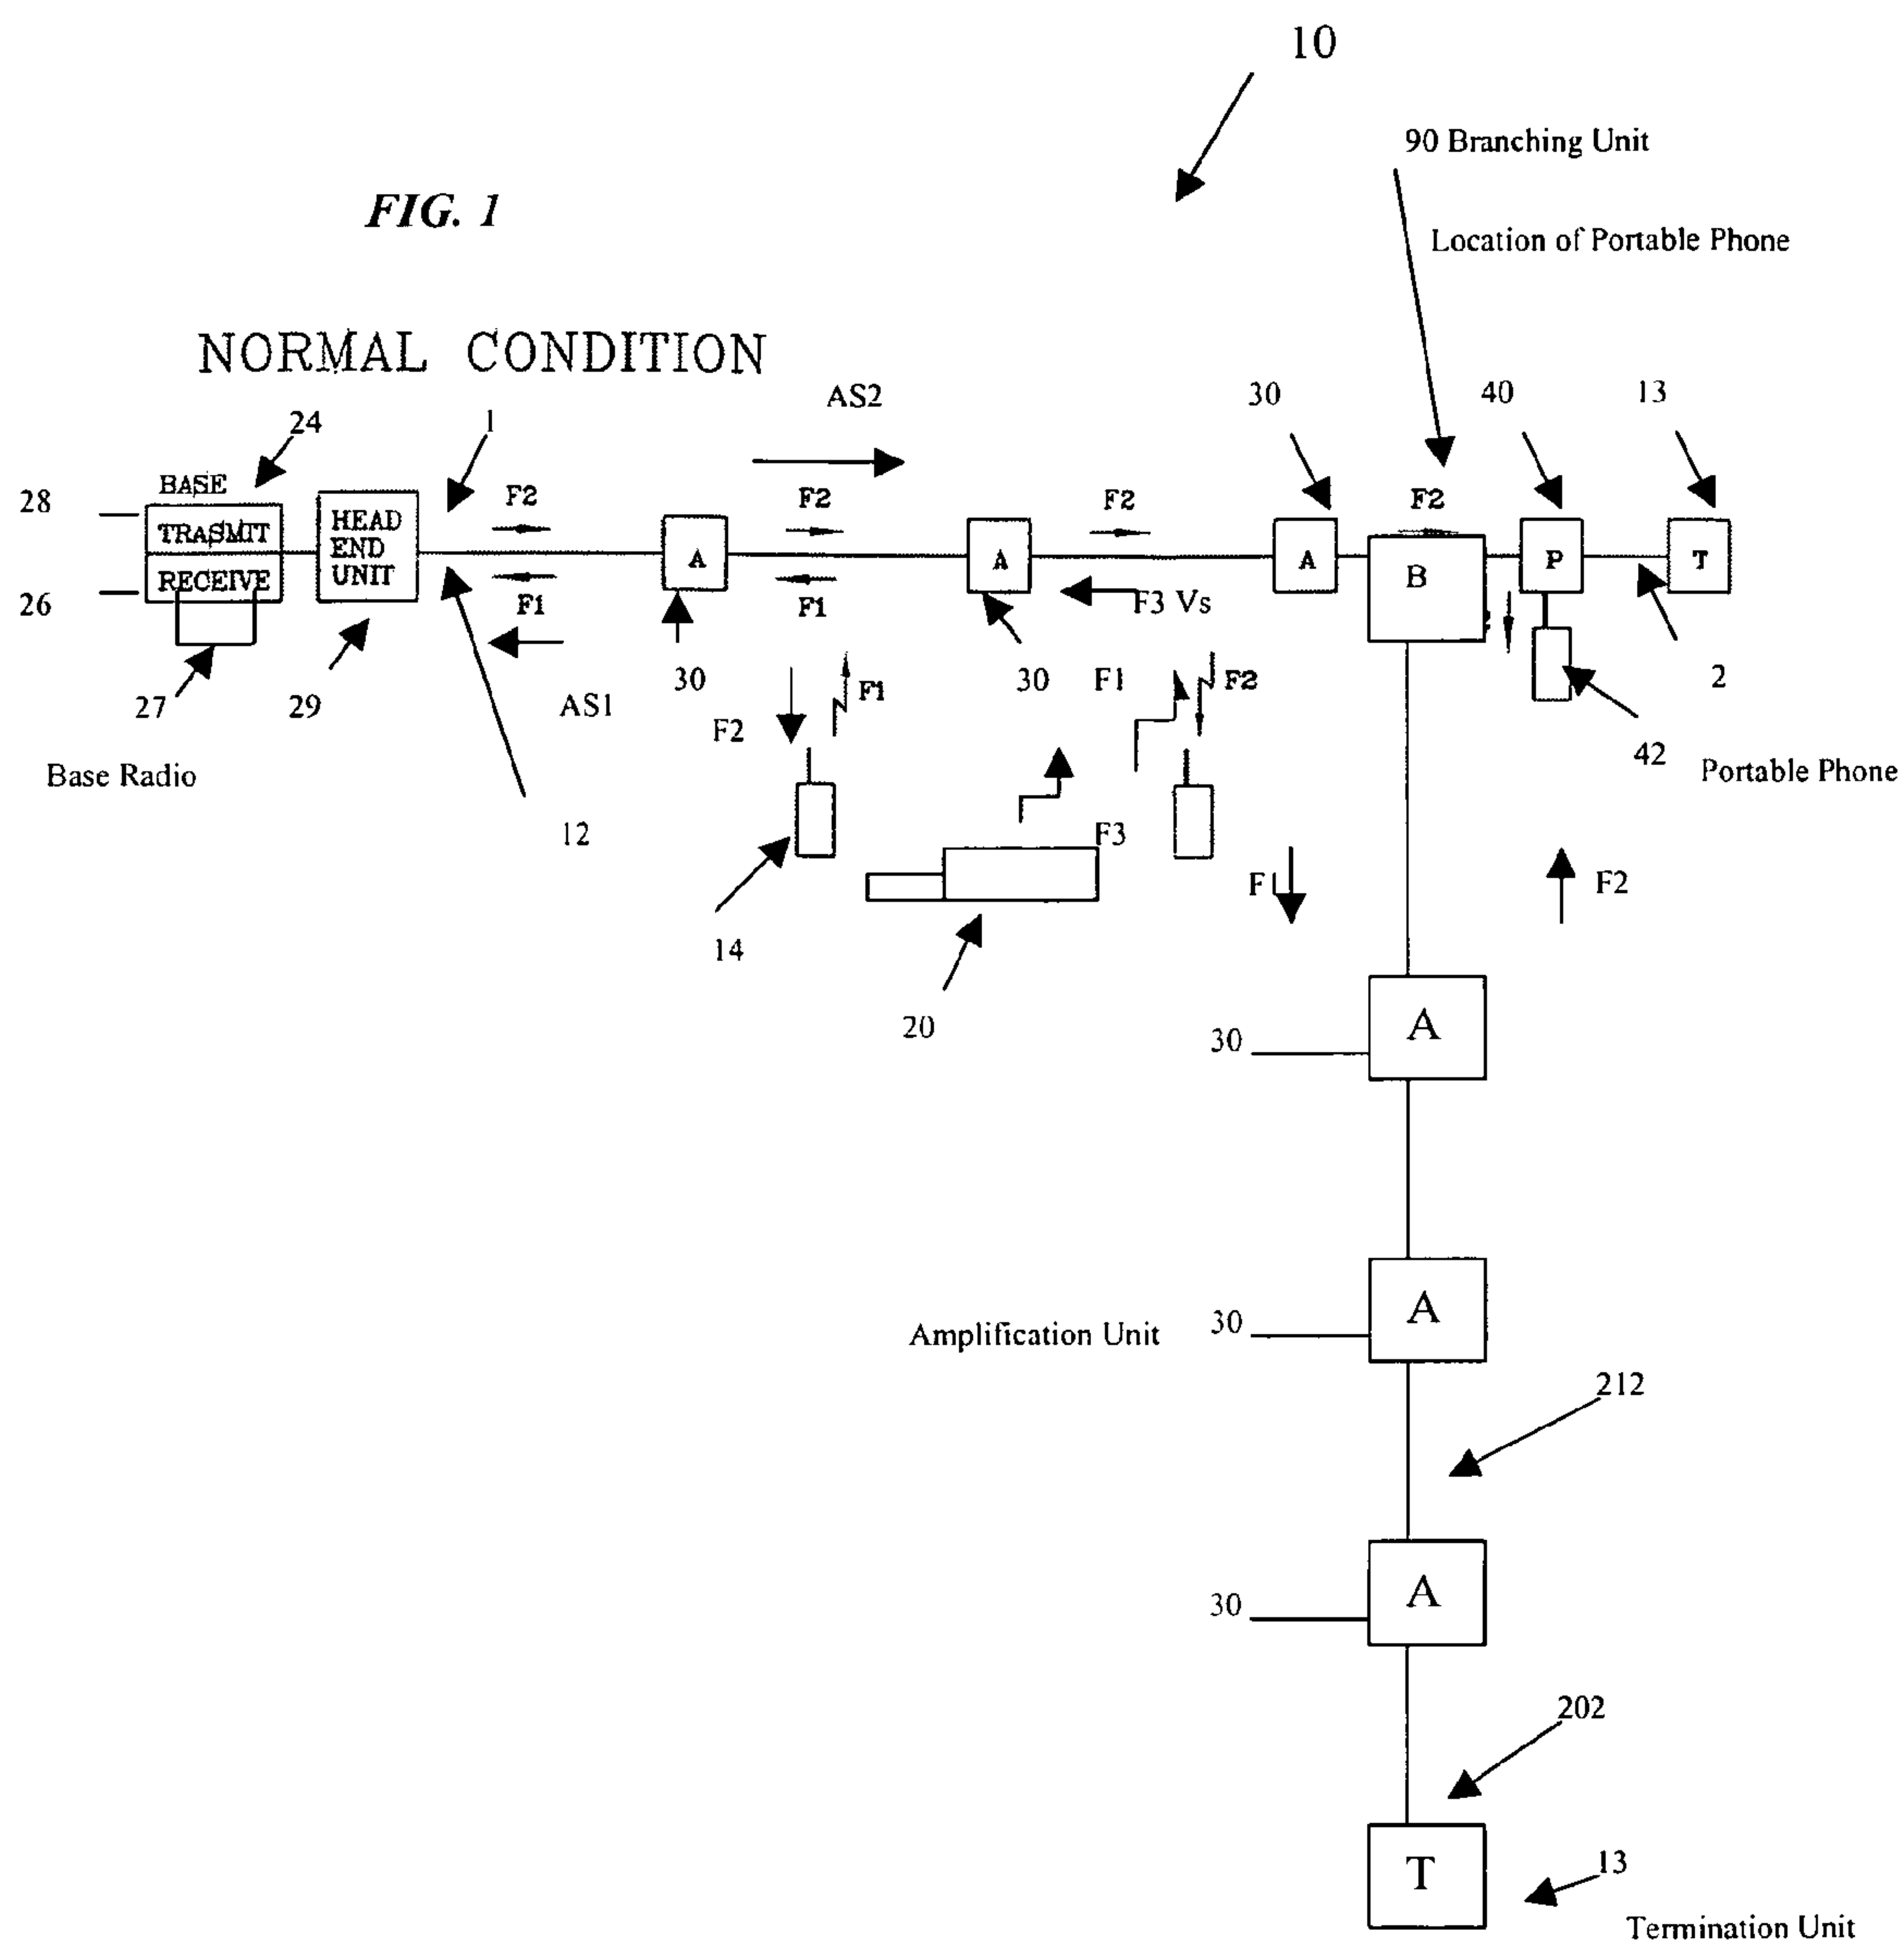 10
90 Branching Unit
FIG. 1
Location of Portable Phone
NORMAL CONDITION
AS2
30
40
13
24
1
BASE
28
TRASMIT
RECEIVE
26
HEAD
END
UNIT
F2
F2
F2
F2
A
A
A
B
P
T
F1
F1
F3 Vs
27
29
AS1
30
30
F1
F2
2
F2
F1
42
Portable Phone
Base Radio
12
F3
14
20
F
F2
A
30
A
Amplification Unit
30
212
A
30
202
T
13
Termination Unit